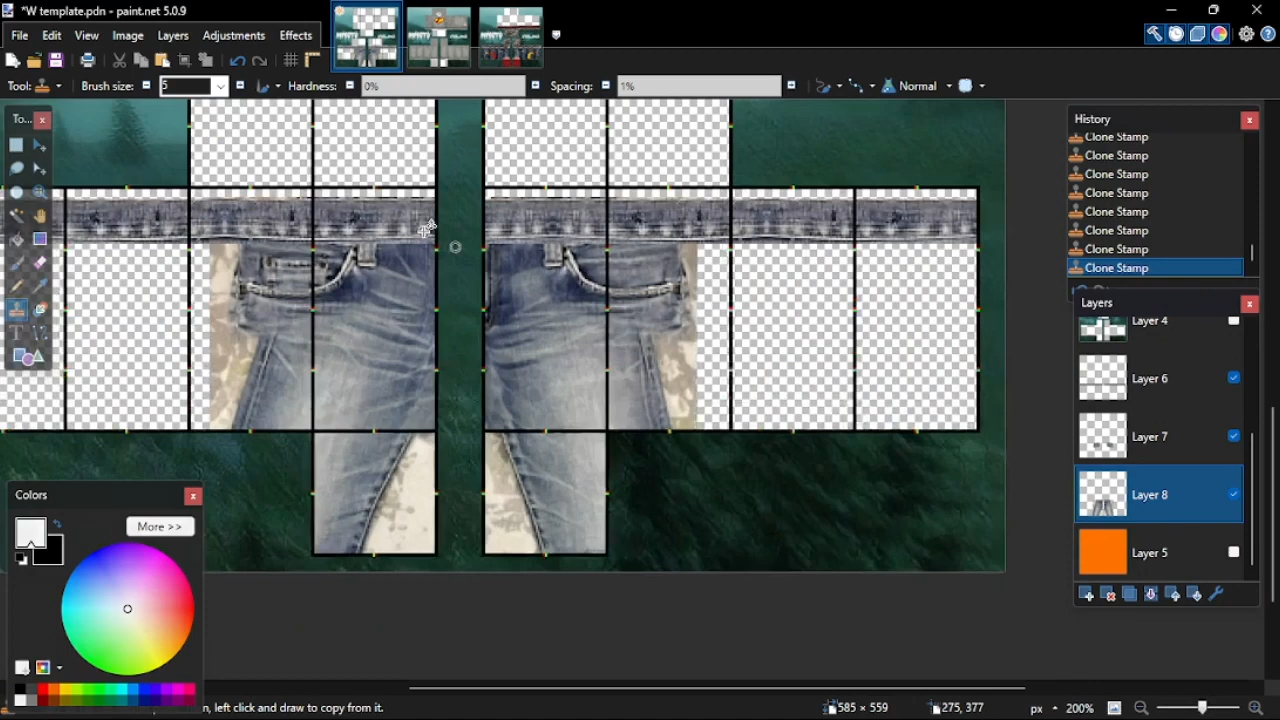 *W template.pdn - paint.net 5.0.9
File Edit View Image Layers Adjustments Effects
Tool: Brush size: 5 Hardness: 0% Spacing: 1% Normal
To...
History
Clone Stamp
Clone Stamp
Clone Stamp
Clone Stamp
Clone Stamp
Clone Stamp
Clone Stamp
Clone Stamp
Layers
Layer 4
Layer 6
Layer 7
Layer 8
Layer 5
Colors
More >>
n, left click and draw to copy from it. 585 × 559 275, 377 px 200%